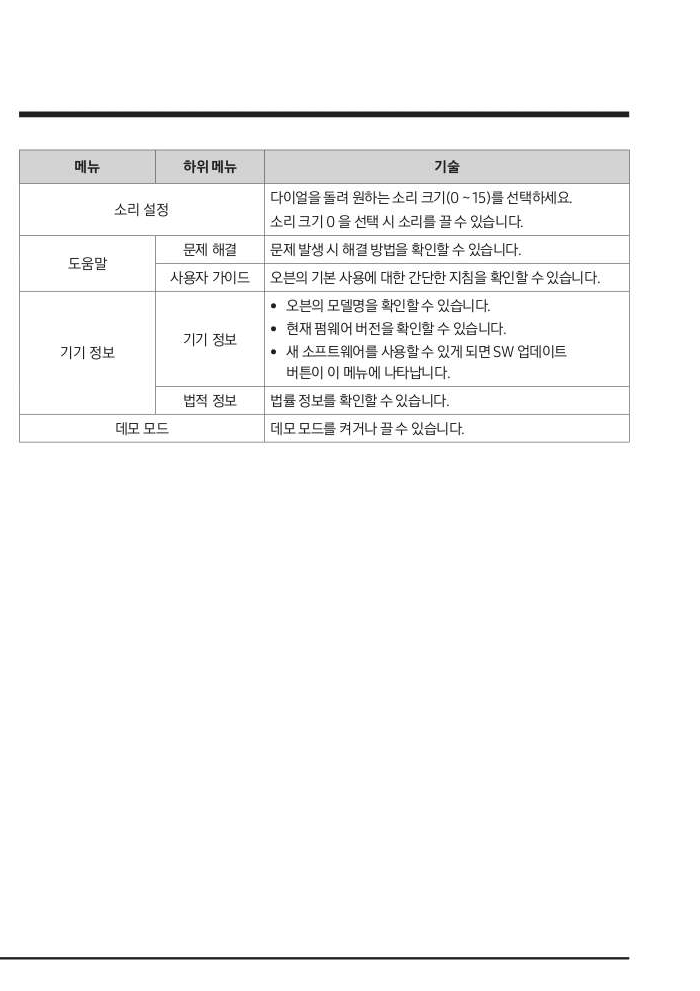 메뉴 하위 메뉴 기술
소리 설정
다이얼을 돌려 원하는 소리 크기(0 ~ 15)를 선택하세요.
소리 크기 0 을 선택 시 소리를 끌 수 있습니다.
도움말
문제 해결 문제 발생 시 해결 방법을 확인할 수 있습니다.
사용자 가이드 오븐의 기본 사용에 대한 간단한 지침을 확인할 수 있습니다.
기기 정보
기기 정보
• 오븐의 모델명을 확인할 수 있습니다.
• 현재 펌웨어 버전을 확인할 수 있습니다.
• 새 소프트웨어를 사용할 수 있게 되면 SW 업데이트
버튼이 이 메뉴에 나타납니다.
법적 정보 법률 정보를 확인할 수 있습니다.
데모 모드 데모 모드를 켜거나 끌 수 있습니다.